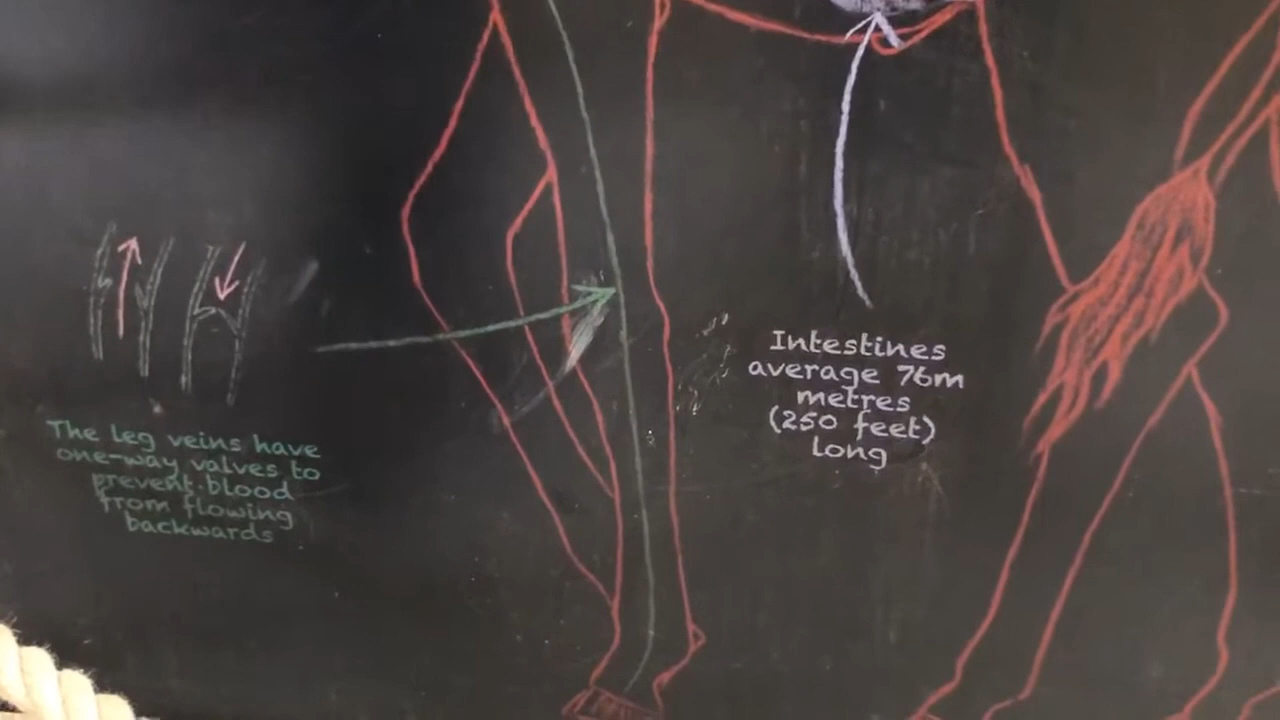 The leg veins have
one-way valves to
prevent blood
from flowing
backwards
Intestines
average 76m
metres
(250 feet)
long